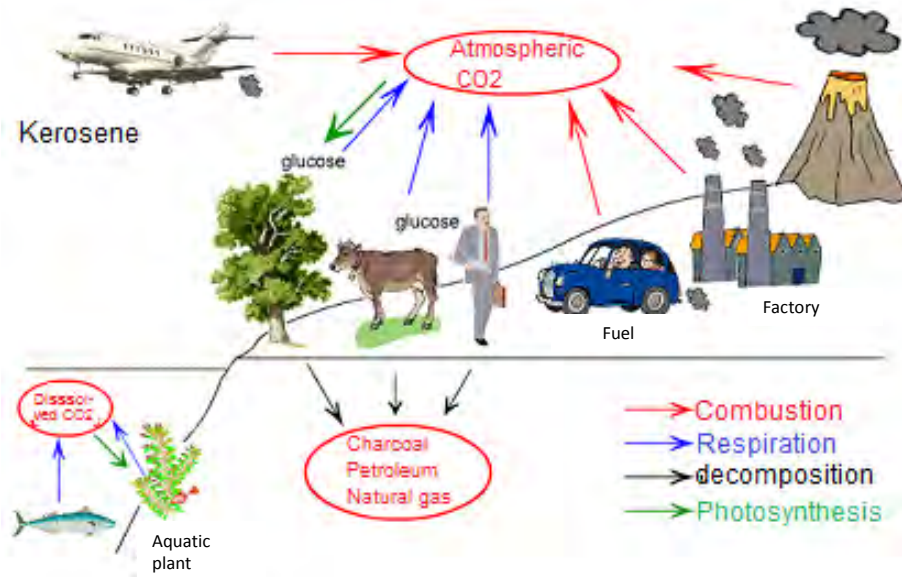 Atmospheric
CO2
Kerosene
glucose
glucose
Factory
Fuel
Disssol-
ved CO2
Charcoal
Petroleum
Natural gas
Combustion
Respiration
decomposition
Photosynthesis
Aquatic
plant